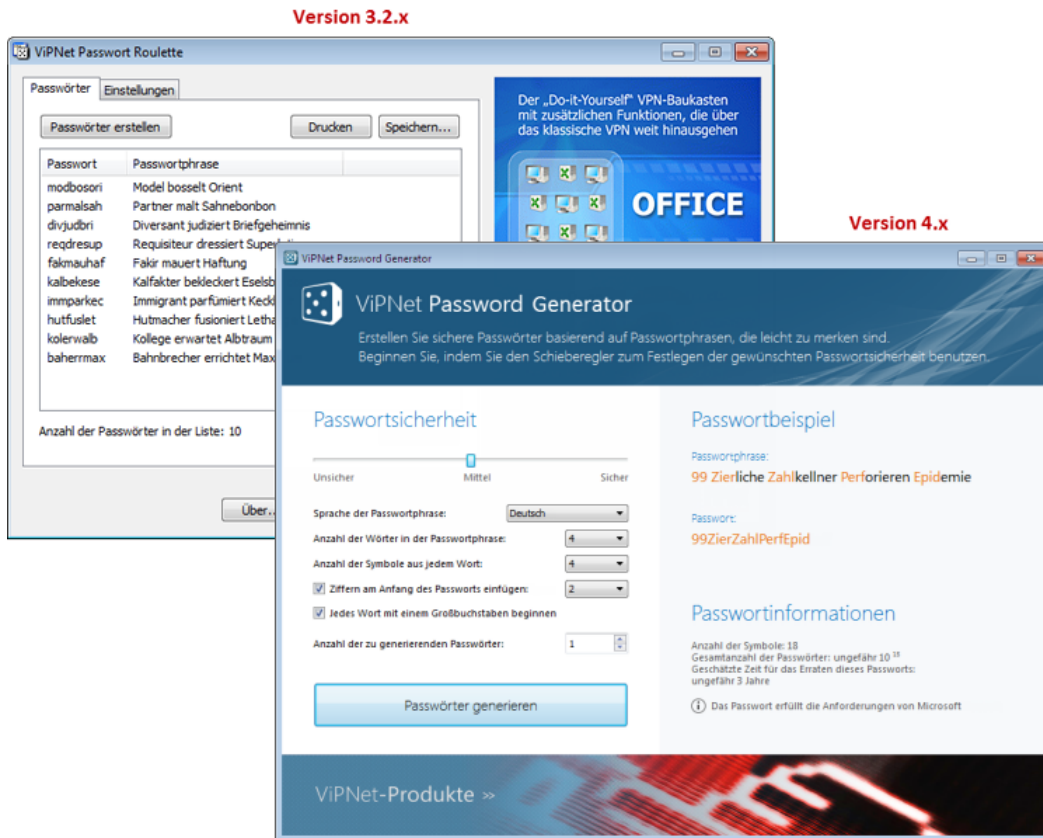 Version 3.2.x
ViPNet Passwort Roulette
Passwörter Einstellungen
Passwörter erstellen Drucken Speichern...
Passwort Passwortphrase
modbosori Model bosselt Orient
parmalsah Partner malt Sahnebonbon
divjudbri Diversant judiziert Briefgeheimnis
reqdresup Requisiteur dressiert
fakmauhaf Fakir mauert Haftung
kalbekese Kalfakter bekleckert Eselsb
immparkec Immigrant parfümiert Keckl
hutfuslet Hutmacher fusioniert Letha
kolerwalb Kollege erwartet Albtraum
baherrmax Bahnbrecher errichtet Max
Anzahl der Passwörter in der Liste: 10
Über...
Der „Do-it-Yourself" VPN-Baukasten
mit zusätzlichen Funktionen, die über
das klassische VPN weit hinausgehen
OFFICE
Version 4.x
ViPNet Password Generator
ViPNet Password Generator
Erstellen Sie sichere Passwörter basierend auf Passwortphrasen, die leicht zu merken sind.
Beginnen Sie, indem Sie den Schieberegler zum Festlegen der gewünschten Passwortsicherheit benutzen.
Passwortsicherheit
Unsicher Mittel Sicher
Sprache der Passwortphrase: Deutsch
Anzahl der Wörter in der Passwortphrase: 4
Anzahl der Symbole aus jedem Wort: 4
Ziffern am Anfang des Passworts einfügen: 2
Jedes Wort mit einem Großbuchstaben beginnen
Anzahl der zu generierenden Passwörter: 1
Passwörter generieren
Passwortbeispiel
Passwortphrase:
99 Zierliche Zahlkellner Perforieren Epidemie
Passwort:
99ZierZahlPerfEpid
Passwortinformationen
Anzahl der Symbole: 18
Gesamtanzahl der Passwörter: ungefähr 10
Geschätzte Zeit für das Erraten dieses Passworts:
ungefähr 3 Jahre
Das Passwort erfüllt die Anforderungen von Microsoft
ViPNet-Produkte »